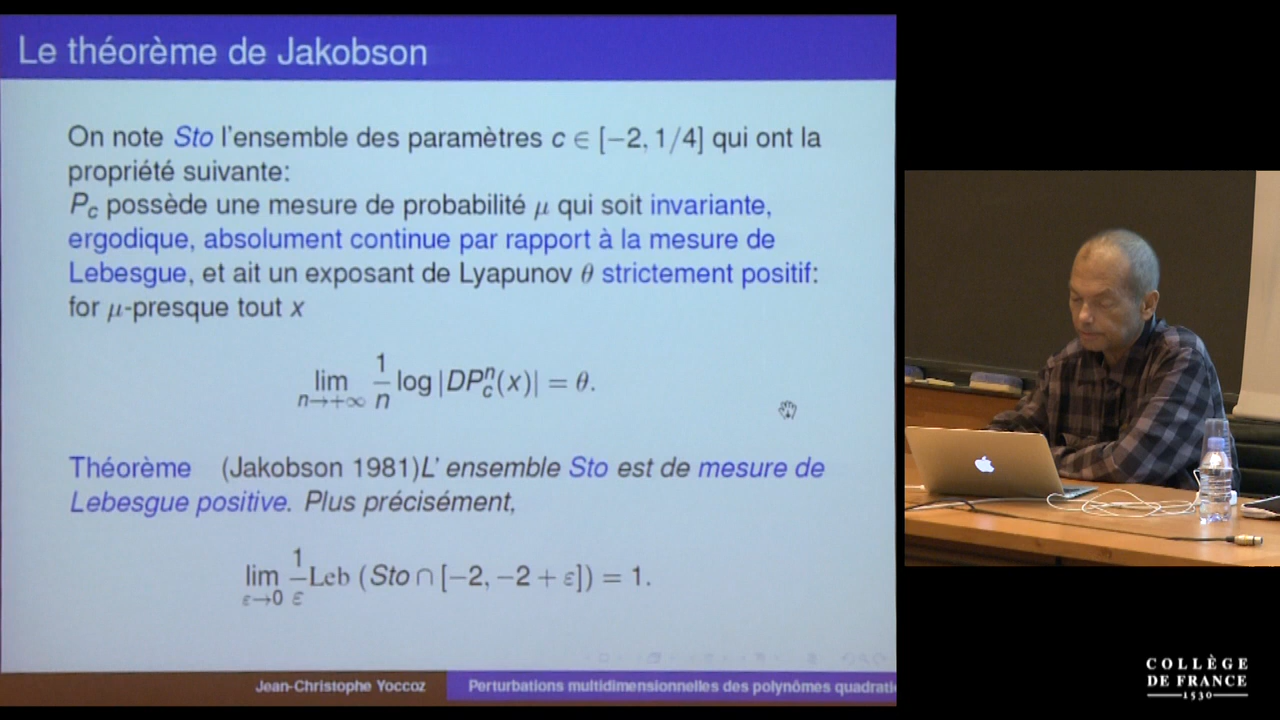 Le théorème de Jakobson
On note Sto l'ensemble des paramètres c ∈ [−2, 1/4] qui ont la
propriété suivante:
P_c possède une mesure de probabilité μ qui soit invariante,
ergodique, absolument continue par rapport à la mesure de
Lebesgue, et ait un exposant de Lyapunov θ strictement positif:
for μ-presque tout x
lim_{n→+∞} 1/n log |DP_c^n(x)| = θ.
Théorème (Jakobson 1981)L' ensemble Sto est de mesure de
Lebesgue positive. Plus précisément,
lim_{ε→0} 1/ε Leb (Sto ∩ [−2, −2 + ε]) = 1.
Jean-Christophe Yoccoz
Perturbations multidimensionnelles des polynômes quadrati
COLLÈGE
DE FRANCE
1530